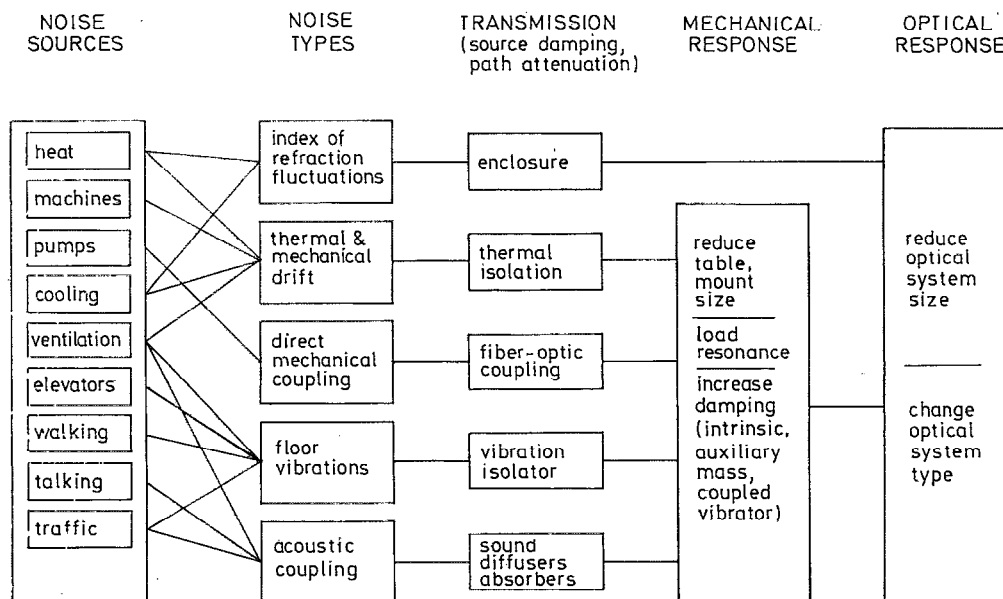 NOISE
SOURCES
NOISE
TYPES
TRANSMISSION
(source damping,
path attenuation)
MECHANICAL
RESPONSE
OPTICAL
RESPONSE
heat
machines
pumps
cooling
ventilation
elevators
walking
talking
traffic
index of
refraction
fluctuations
thermal &
mechanical
drift
direct
mechanical
coupling
floor
vibrations
acoustic
coupling
enclosure
thermal
isolation
fiber-optic
coupling
vibration
isolator
sound
diffusers
absorbers
reduce
table,
mount
size
load
resonance
increase
damping
(intrinsic,
auxiliary
mass,
coupled
vibrator)
reduce
optical
system
size
change
optical
system
type